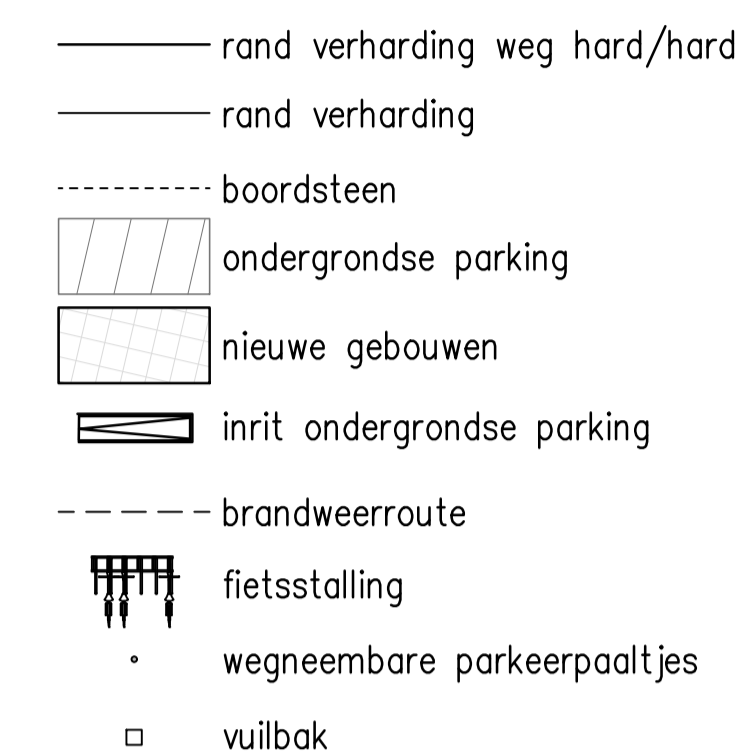 rand verharding weg hard/hard
rand verharding
boordsteen
ondergrondse parking
nieuwe gebouwen
inrit ondergrondse parking
brandweerroute
fietsstalling
wegneembare parkeerpaaltjes
vuilbak